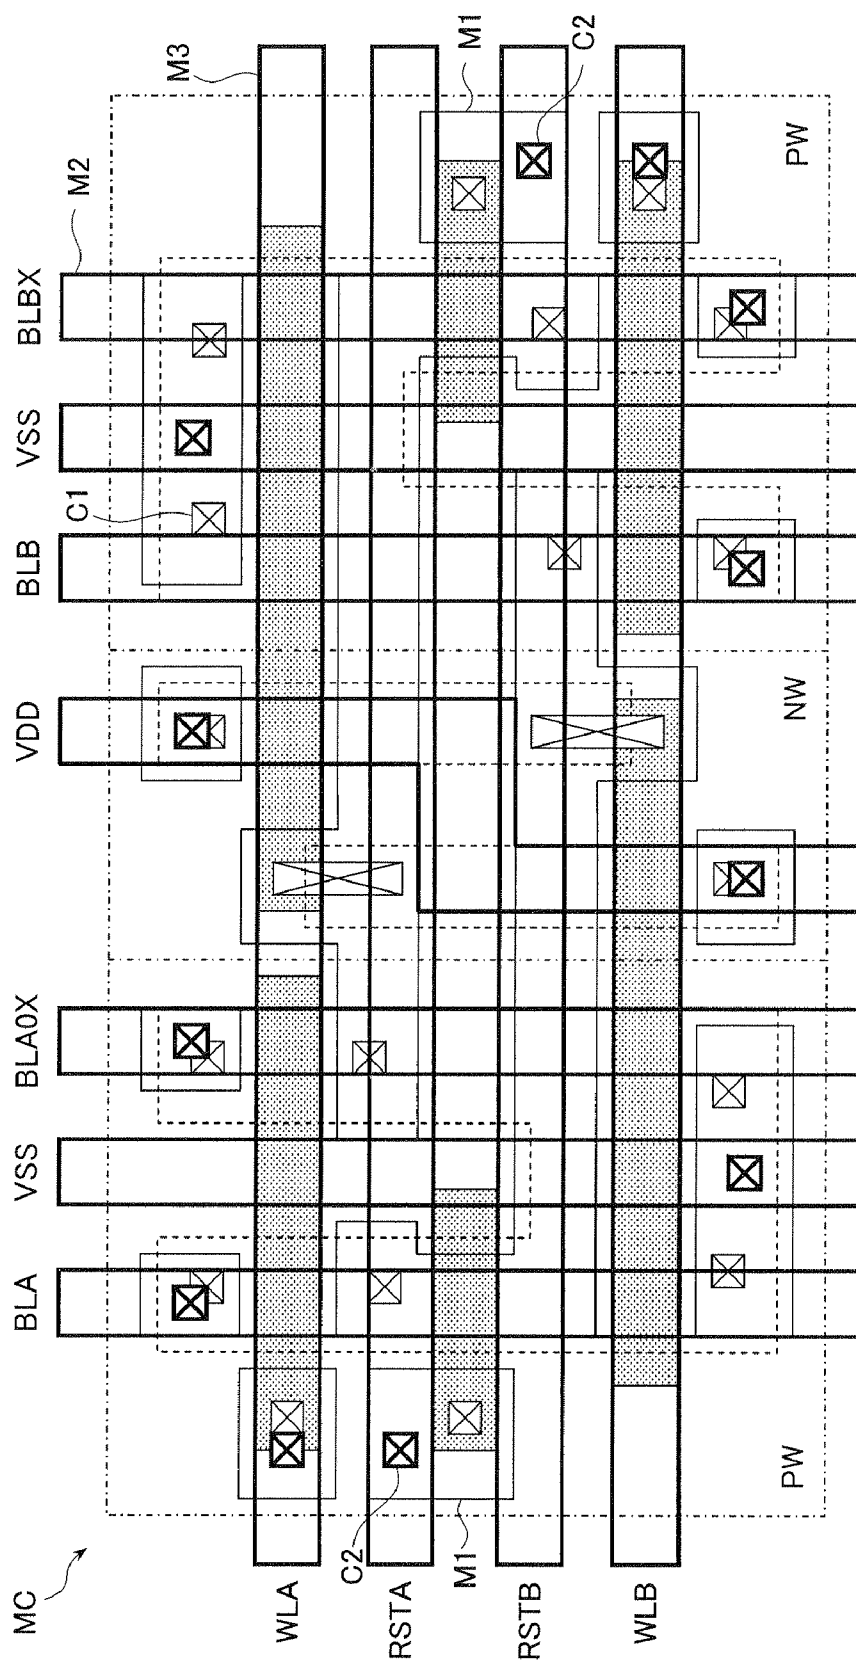 MC
BLA
VSS
BLA0X
VDD
BLB
VSS
BLBX
C1
M2
M3
WLA
C2
RSTA
M1
M1
RSTB
C2
WLB
PW
NW
PW